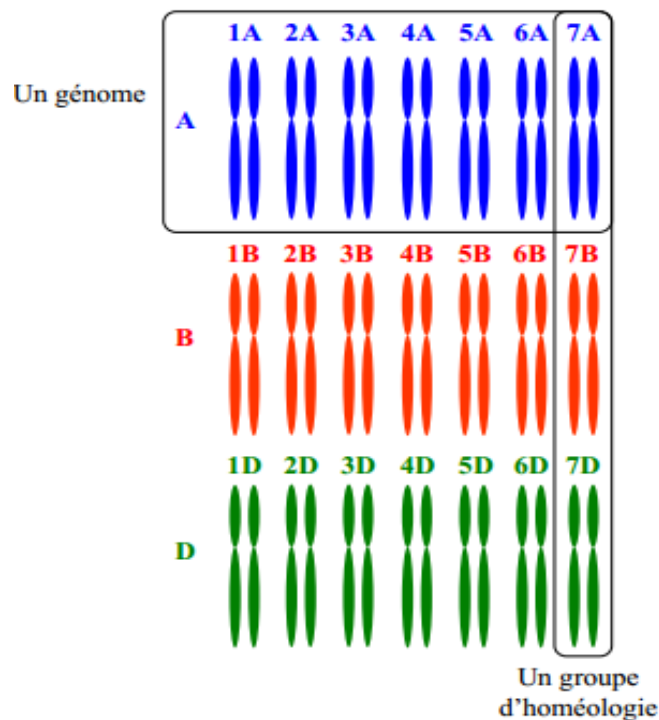 1A 2A 3A 4A 5A 6A 7A
Un génome
A
1B 2B 3B 4B 5B 6B 7B
B
1D 2D 3D 4D 5D 6D 7D
D
Un groupe
d'homéologie